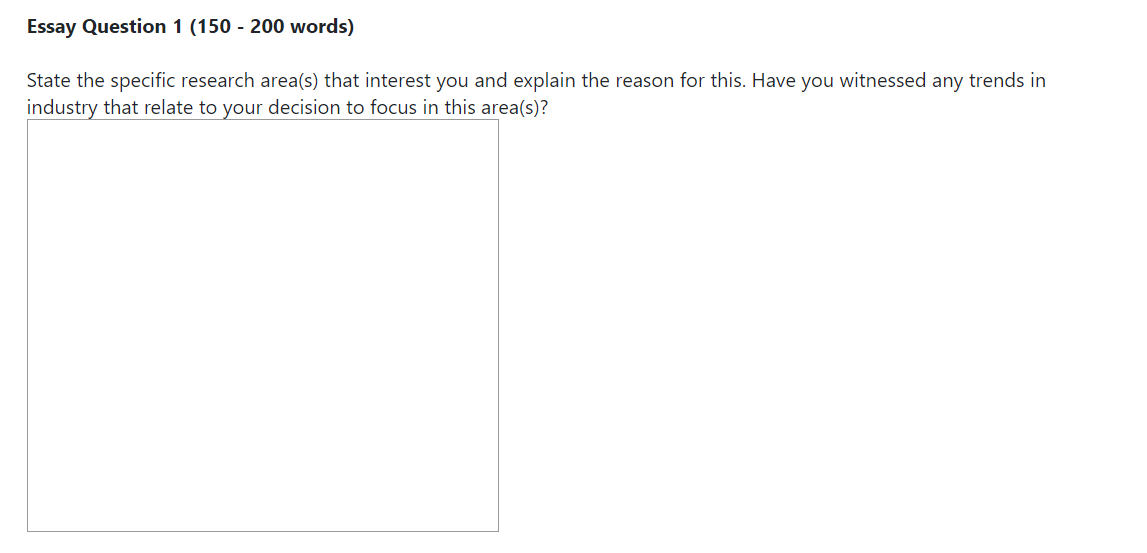 Essay Question 1 (150 - 200 words)
State the specific research area(s) that interest you and explain the reason for this. Have you witnessed any trends in
industry that relate to your decision to focus in this area(s)?